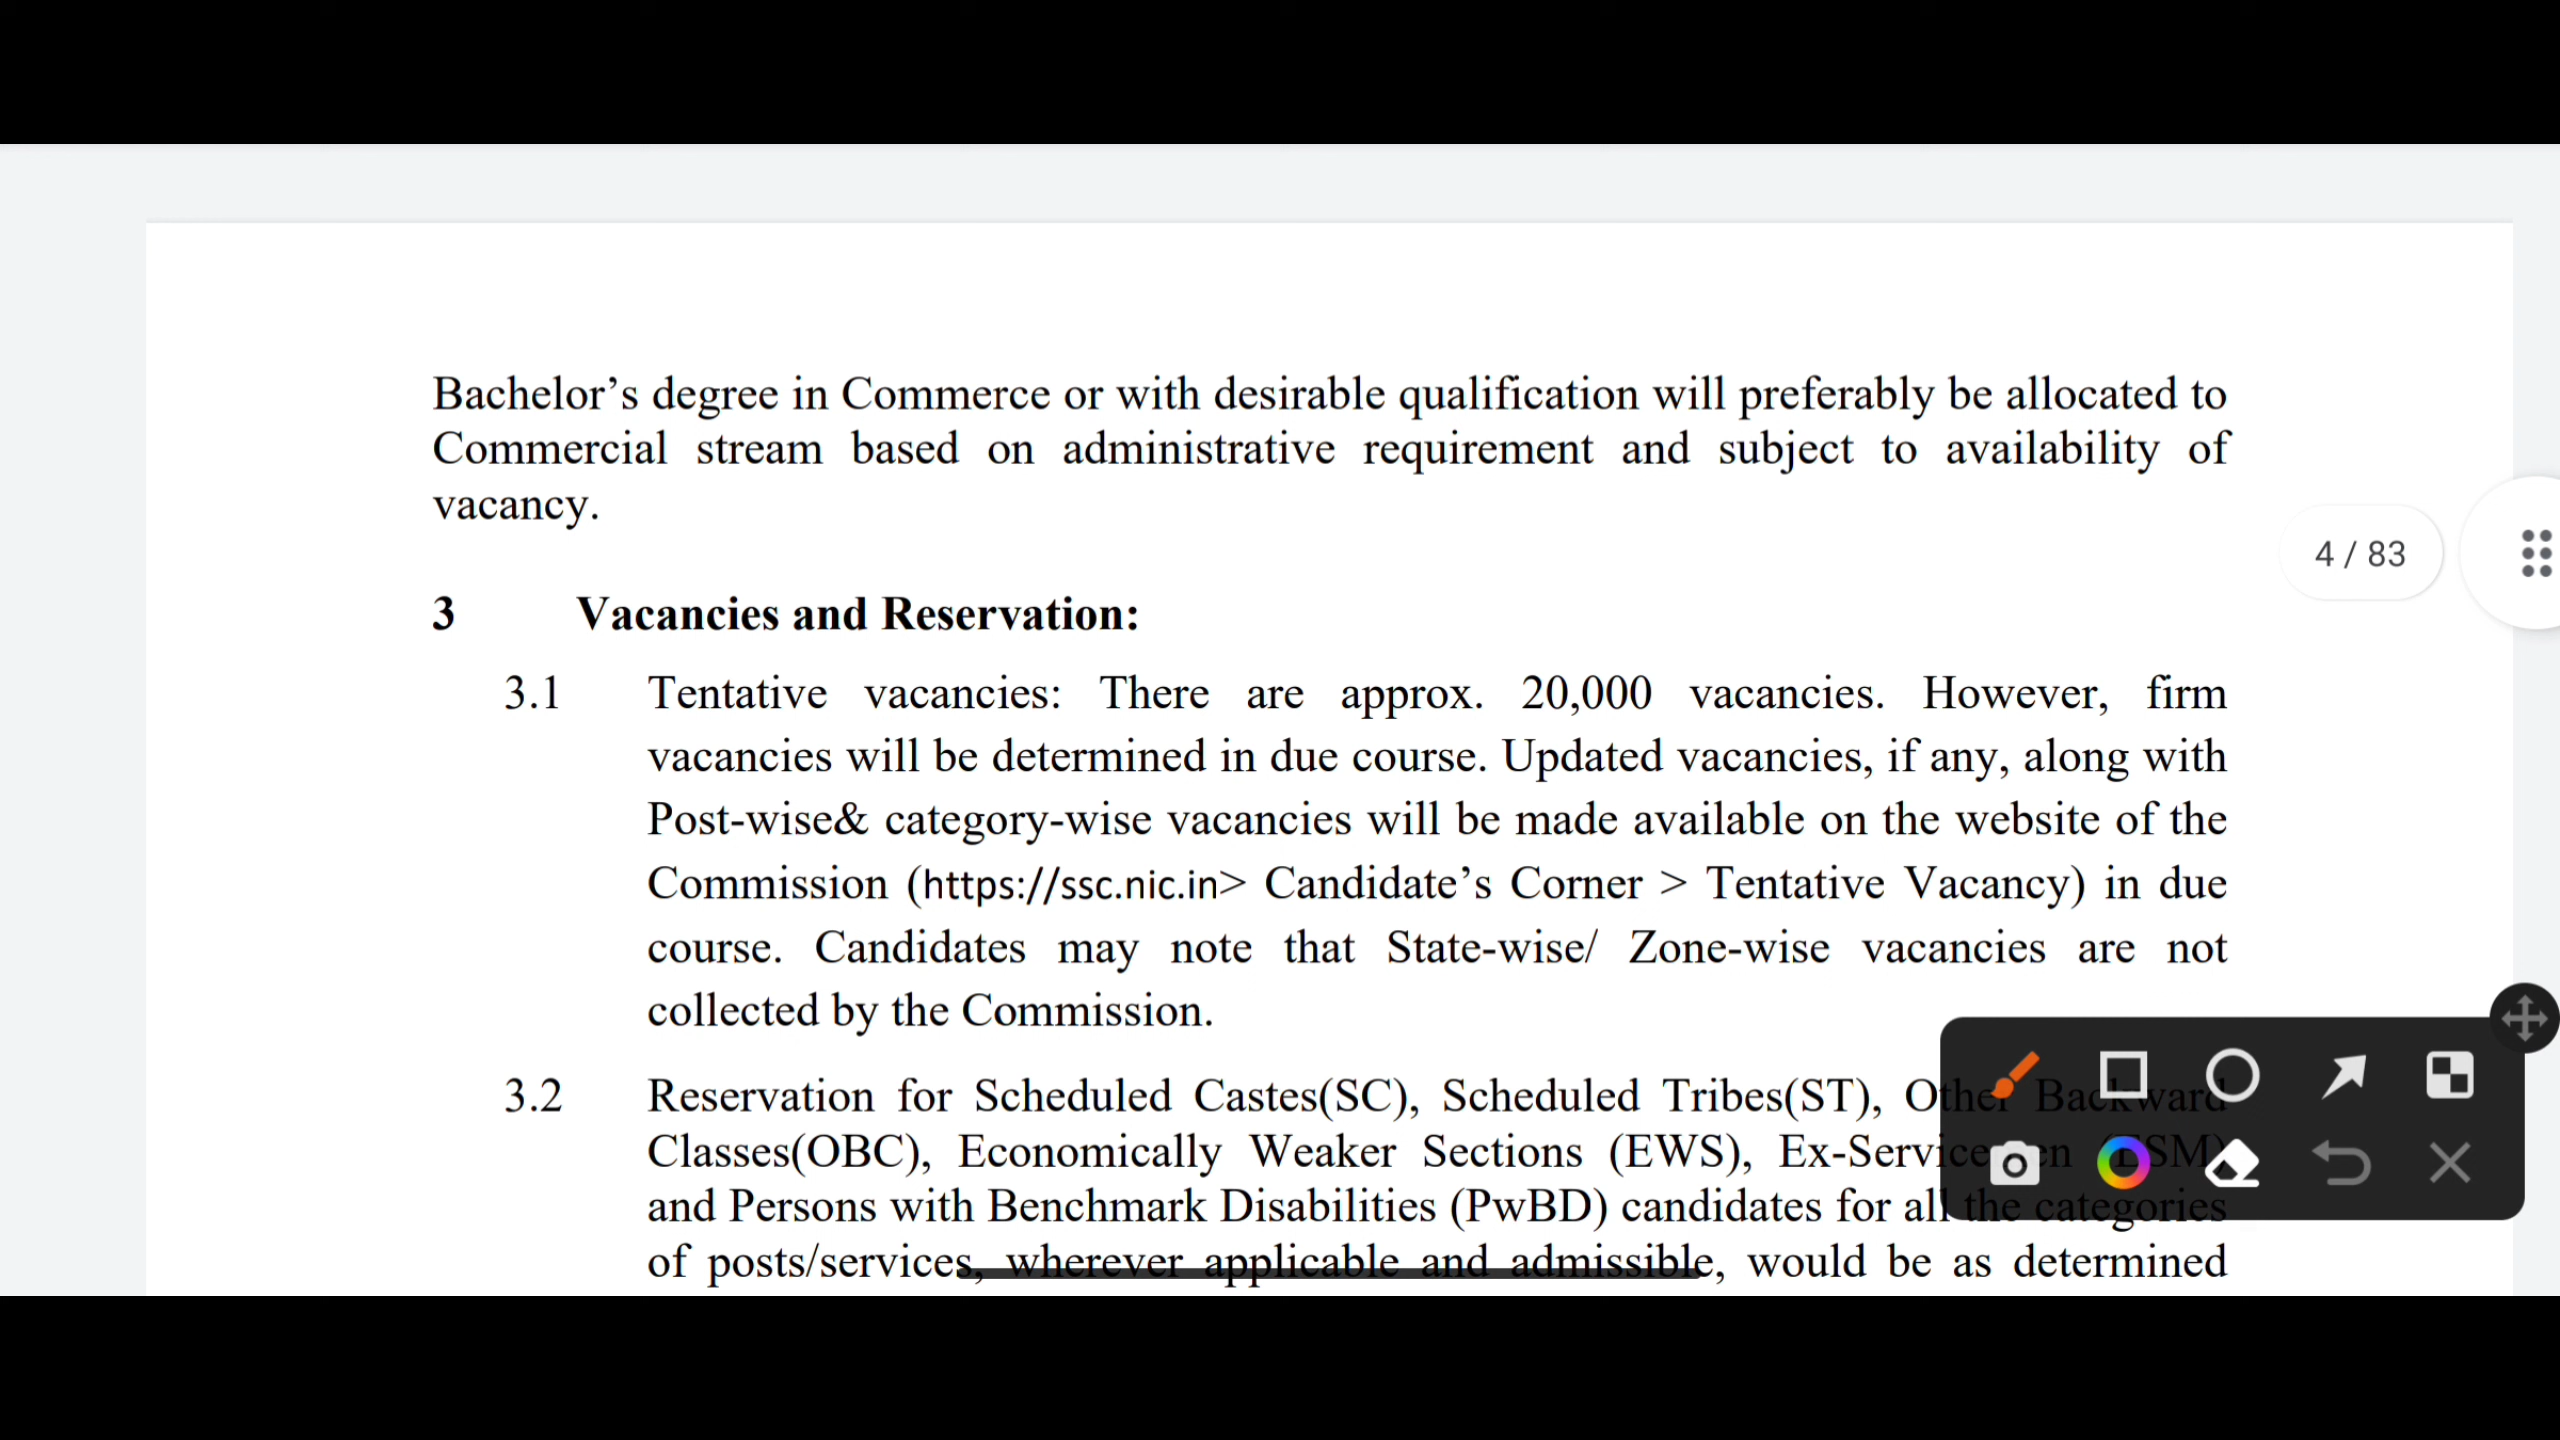 Bachelor’s degree in Commerce or with desirable qualification will preferably be allocated to
Commercial stream based on administrative requirement and subject to availability of
vacancy.
4 / 83
3 Vacancies and Reservation:
3.1 Tentative vacancies: There are approx. 20,000 vacancies. However, firm
vacancies will be determined in due course. Updated vacancies, if any, along with
Post-wise& category-wise vacancies will be made available on the website of the
Commission (https://ssc.nic.in> Candidate’s Corner > Tentative Vacancy) in due
course. Candidates may note that State-wise/ Zone-wise vacancies are not
collected by the Commission.
3.2 Reservation for Scheduled Castes(SC), Scheduled Tribes(ST), Other Backward
Classes(OBC), Economically Weaker Sections (EWS), Ex-Servicemen (ESM)
and Persons with Benchmark Disabilities (PwBD) candidates for all the categories
of posts/services, wherever applicable and admissible, would be as determined